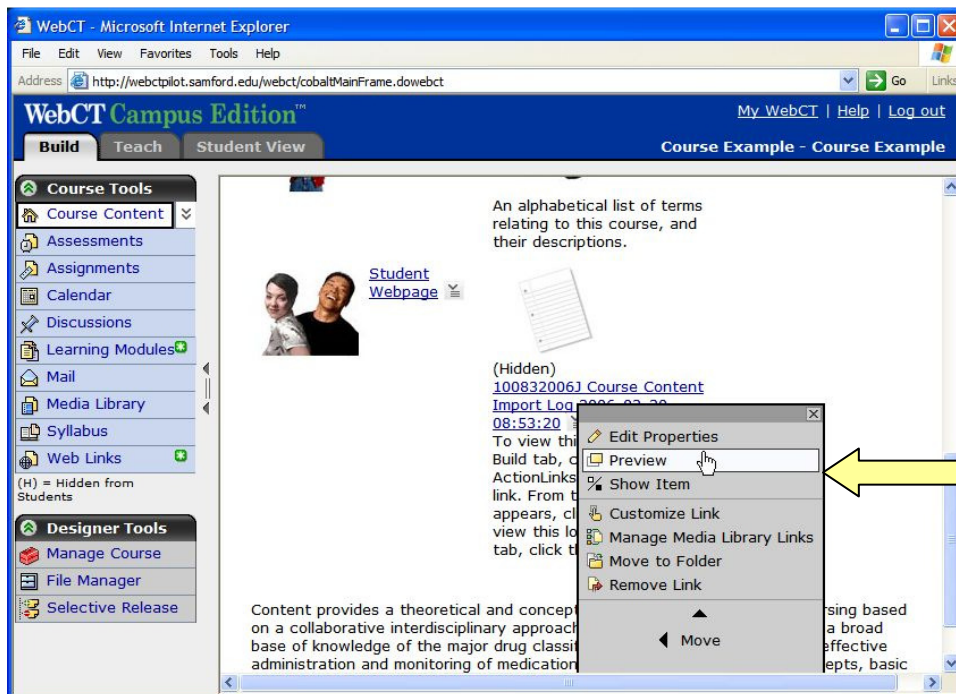 WebCT - Microsoft Internet Explorer
File Edit View Favorites Tools Help
Address http://webctpilot.samford.edu/webct/cobaltMainFrame.dowebct Go Links
WebCT Campus Edition™
My WebCT | Help | Log out
Build Teach Student View
Course Example - Course Examp
Course Tools
Course Content
Assessments
Assignments
Calendar
Discussions
Learning Modules
Mail
Media Library
Syllabus
Web Links
(H) = Hidden from
Students
Designer Tools
Manage Course
File Manager
Selective Release
An alphabetical list of terms
relating to this course, and
their descriptions.
Student
Webpage
(Hidden)
100832006J Course Content
Import Log 2006-02-20
08:53:20
To view thi
Build tab, c
ActionLinks
link. From t
appears, cl
view this lo
tab, click th
Edit Properties
Preview
Show Item
Customize Link
Manage Media Library Links
Move to Folder
Remove Link
Move
Content provides a theoretical and concept rsing based
on a collaborative interdisciplinary approach a broad
base of knowledge of the major drug classif effective
administration and monitoring of medication epts, basic